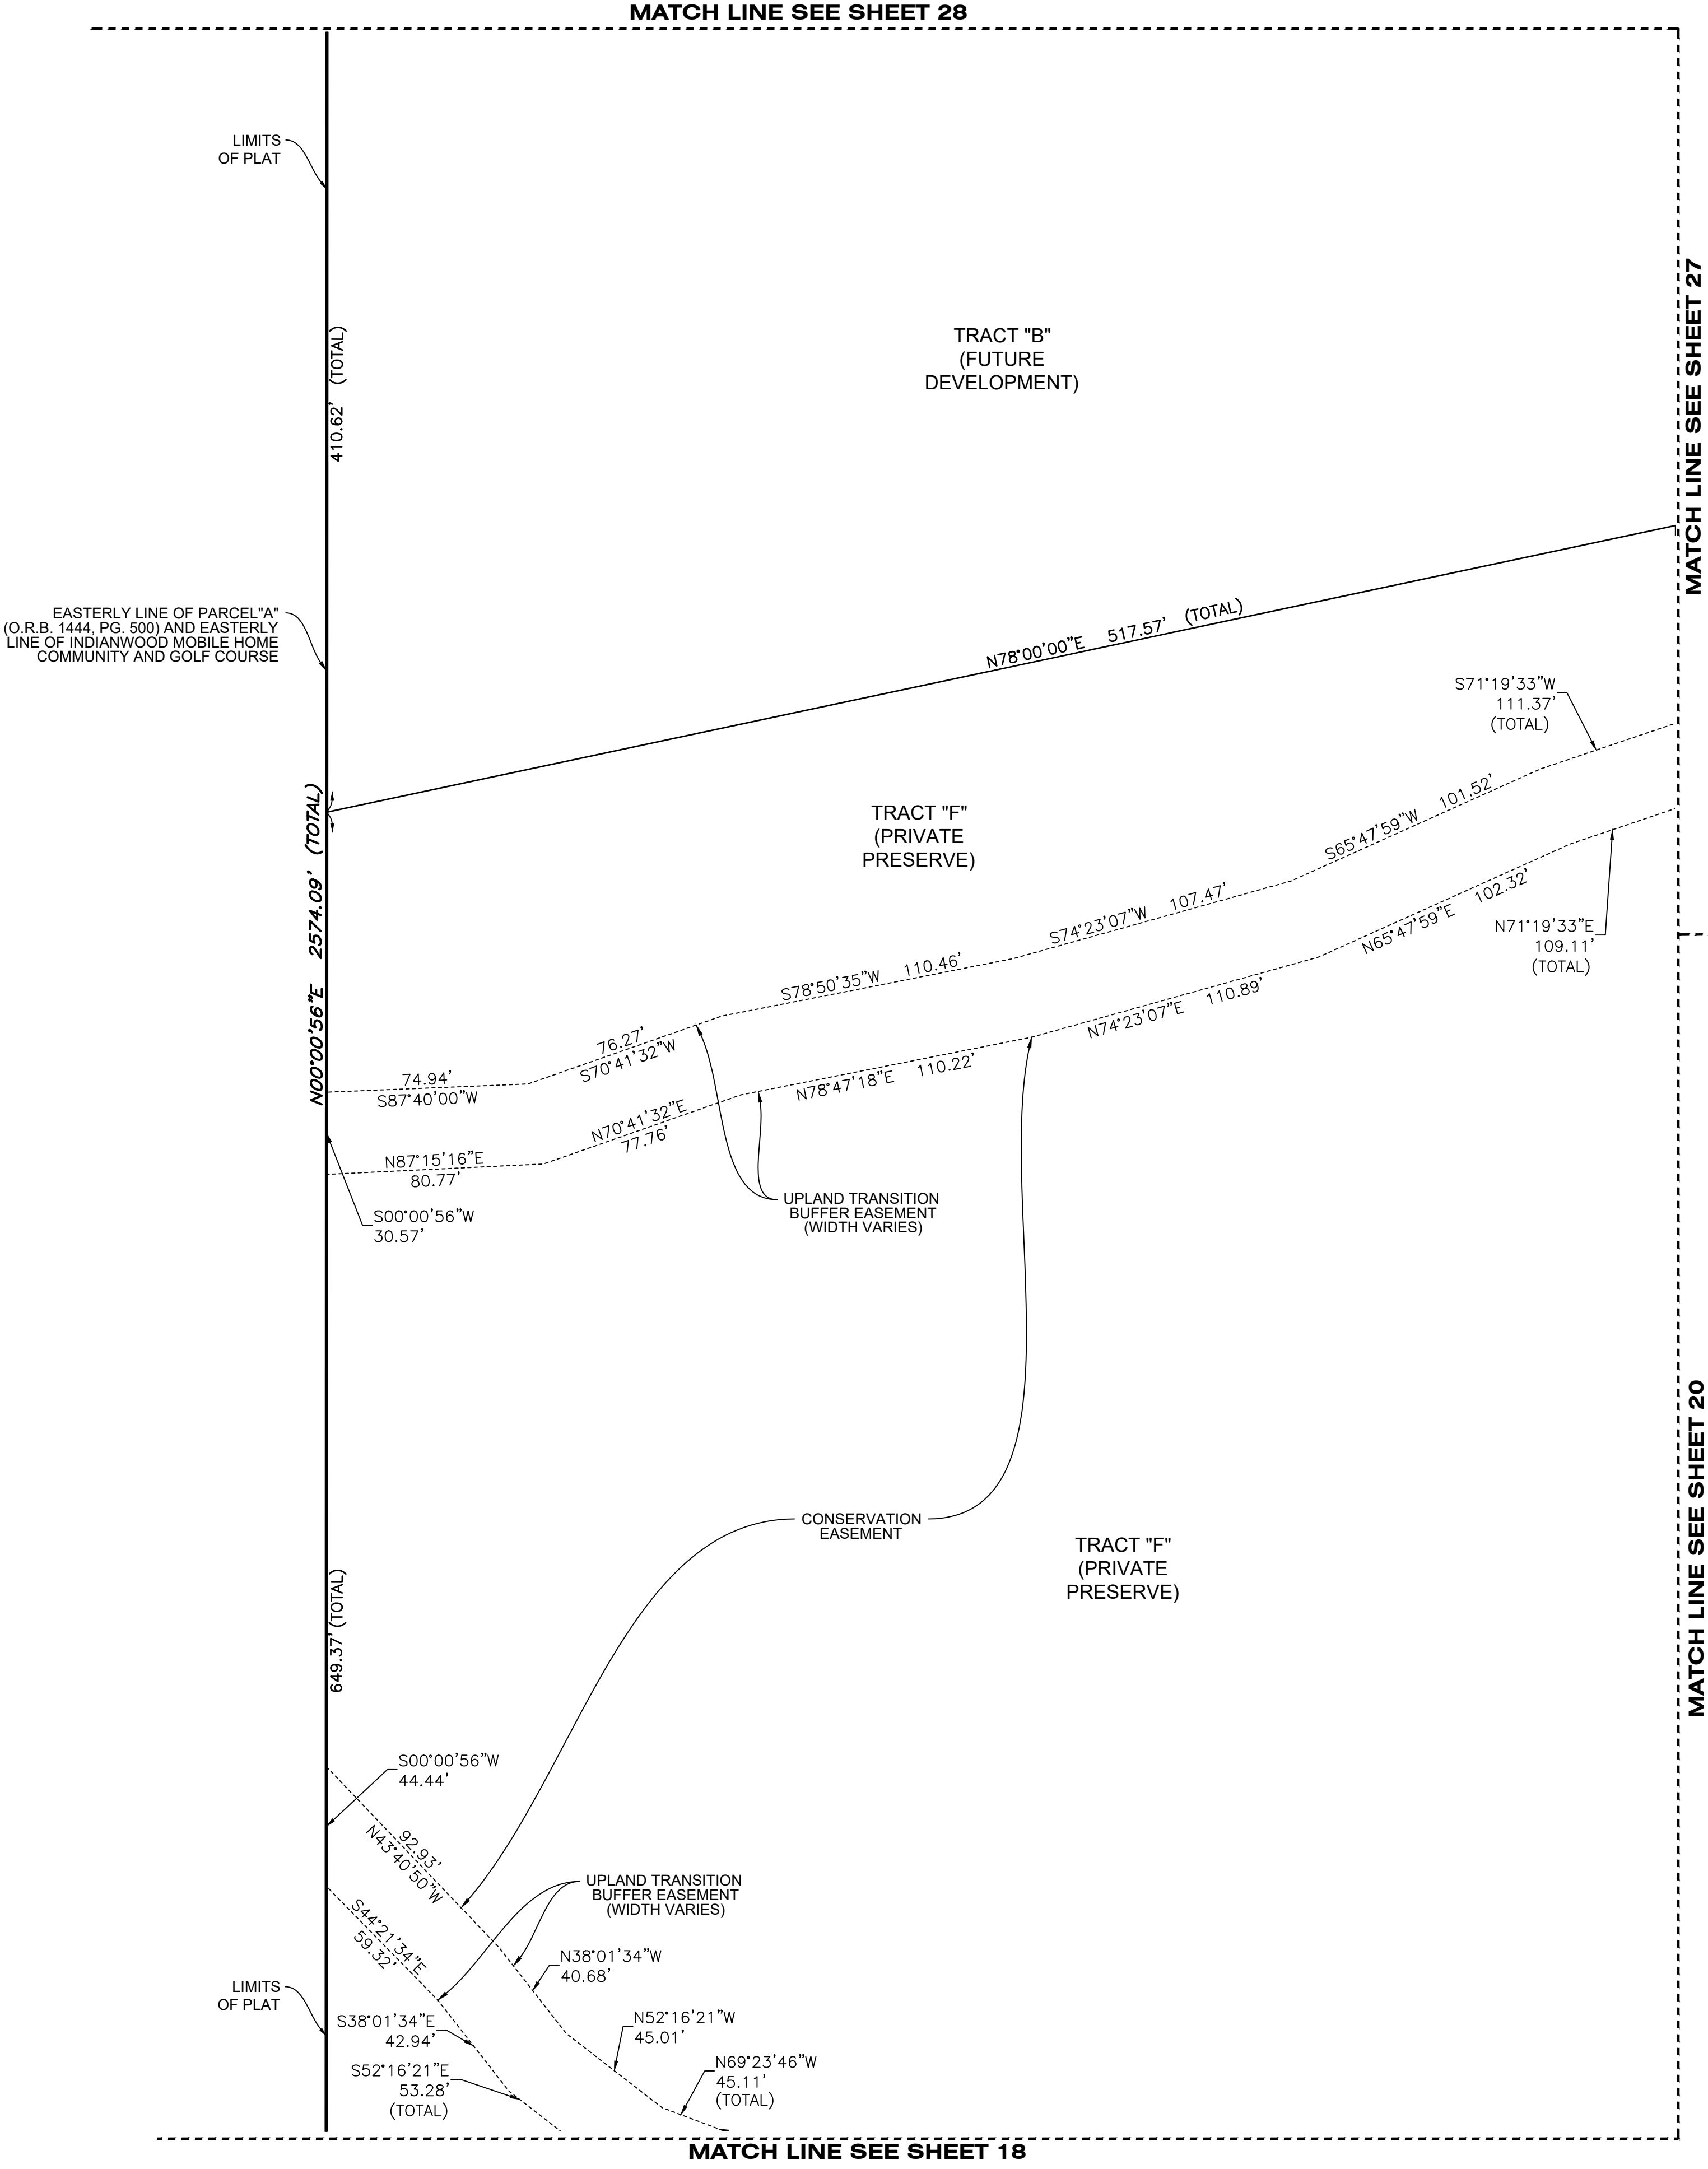 MATCH LINE SEE SHEET 28
LIMITS
OF PLAT
MATCH LINE SEE SHEET 27
410.62' (TOTAL)
TRACT "B"
(FUTURE
DEVELOPMENT)
EASTERLY LINE OF PARCEL"A"
(O.R.B. 1444, PG. 500) AND EASTERLY
LINE OF INDIANWOOD MOBILE HOME
COMMUNITY AND GOLF COURSE
N78°00'00"E 517.57' (TOTAL)
S71°19'33"W
111.37'
(TOTAL)
N00°00'56"E 2574.09' (TOTAL)
TRACT "F"
(PRIVATE
PRESERVE)
S65°47'59"W 101.52'
S74°23'07"W 107.47'
S78°50'35"W 110.46'
76.27'
S70°41'32"W
74.94'
S87°40'00"W
N71°19'33"E
109.11'
(TOTAL)
N65°47'59"E 102.32'
N74°23'07"E 110.89'
N78°47'18"E 110.22'
N70°41'32"E
77.76'
N87°15'16"E
80.77'
S00°00'56"W
30.57'
UPLAND TRANSITION
BUFFER EASEMENT
(WIDTH VARIES)
CONSERVATION
EASEMENT
TRACT "F"
(PRIVATE
PRESERVE)
MATCH LINE SEE SHEET 20
649.37' (TOTAL)
S00°00'56"W
44.44'
92.93'
N43°40'50"W
UPLAND TRANSITION
BUFFER EASEMENT
(WIDTH VARIES)
S44°21'34"E
59.32'
N38°01'34"W
40.68'
LIMITS
OF PLAT
S38°01'34"E
42.94'
N52°16'21"W
45.01'
S52°16'21"E
53.28'
(TOTAL)
N69°23'46"W
45.11'
(TOTAL)
MATCH LINE SEE SHEET 18